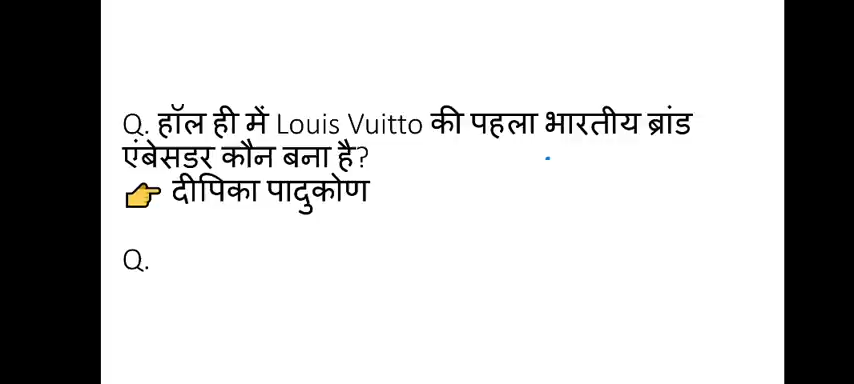 Q. हॉल ही में Louis Vuitto की पहला भारतीय ब्रांड
एंबेसडर कौन बना है?
👉 दीपिका पादुकोण
Q.